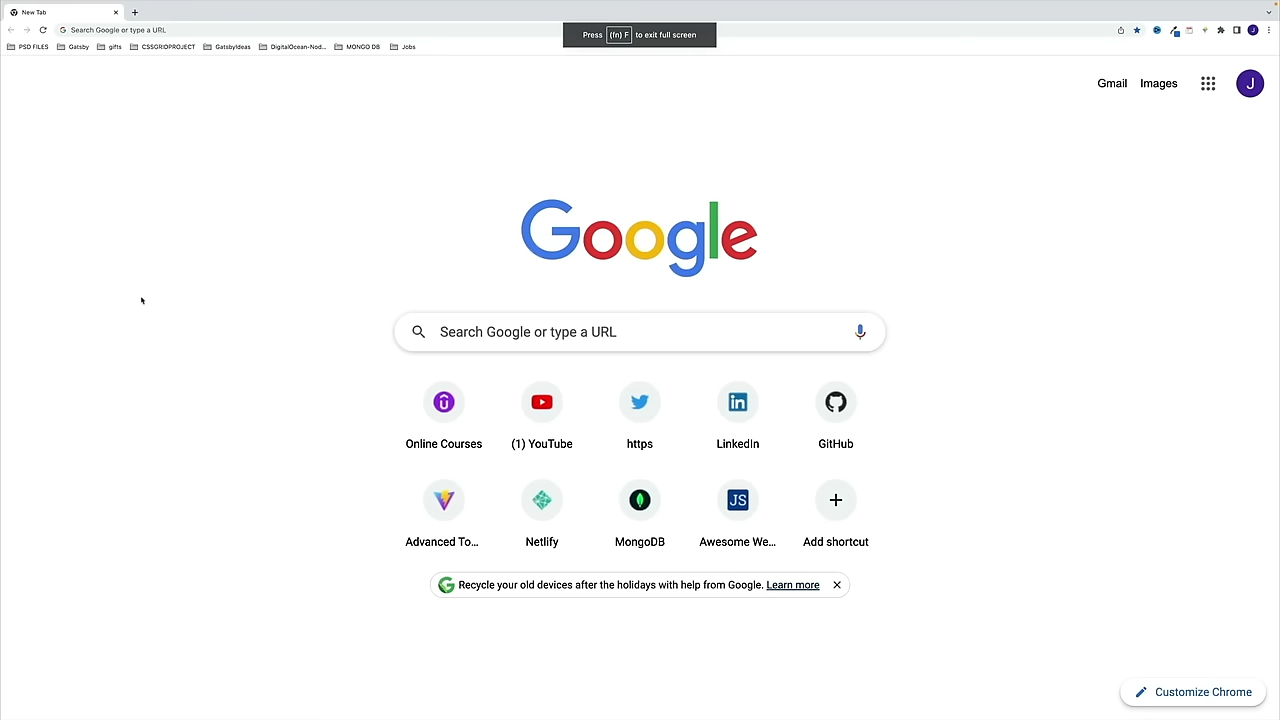 New Tab
Search Google or type a URL
Press (fn) F to exit full screen
PSD FILES Gatsby gifts CSSGRIDPROJECT GatsbyIdeas DigitalOcean-Nod... MONGO DB Jobs
Gmail Images J
Google
Search Google or type a URL
Online Courses (1) YouTube https LinkedIn GitHub
JS
Advanced To... Netlify MongoDB Awesome We... Add shortcut
Recycle your old devices after the holidays with help from Google. Learn more
Customize Chrome